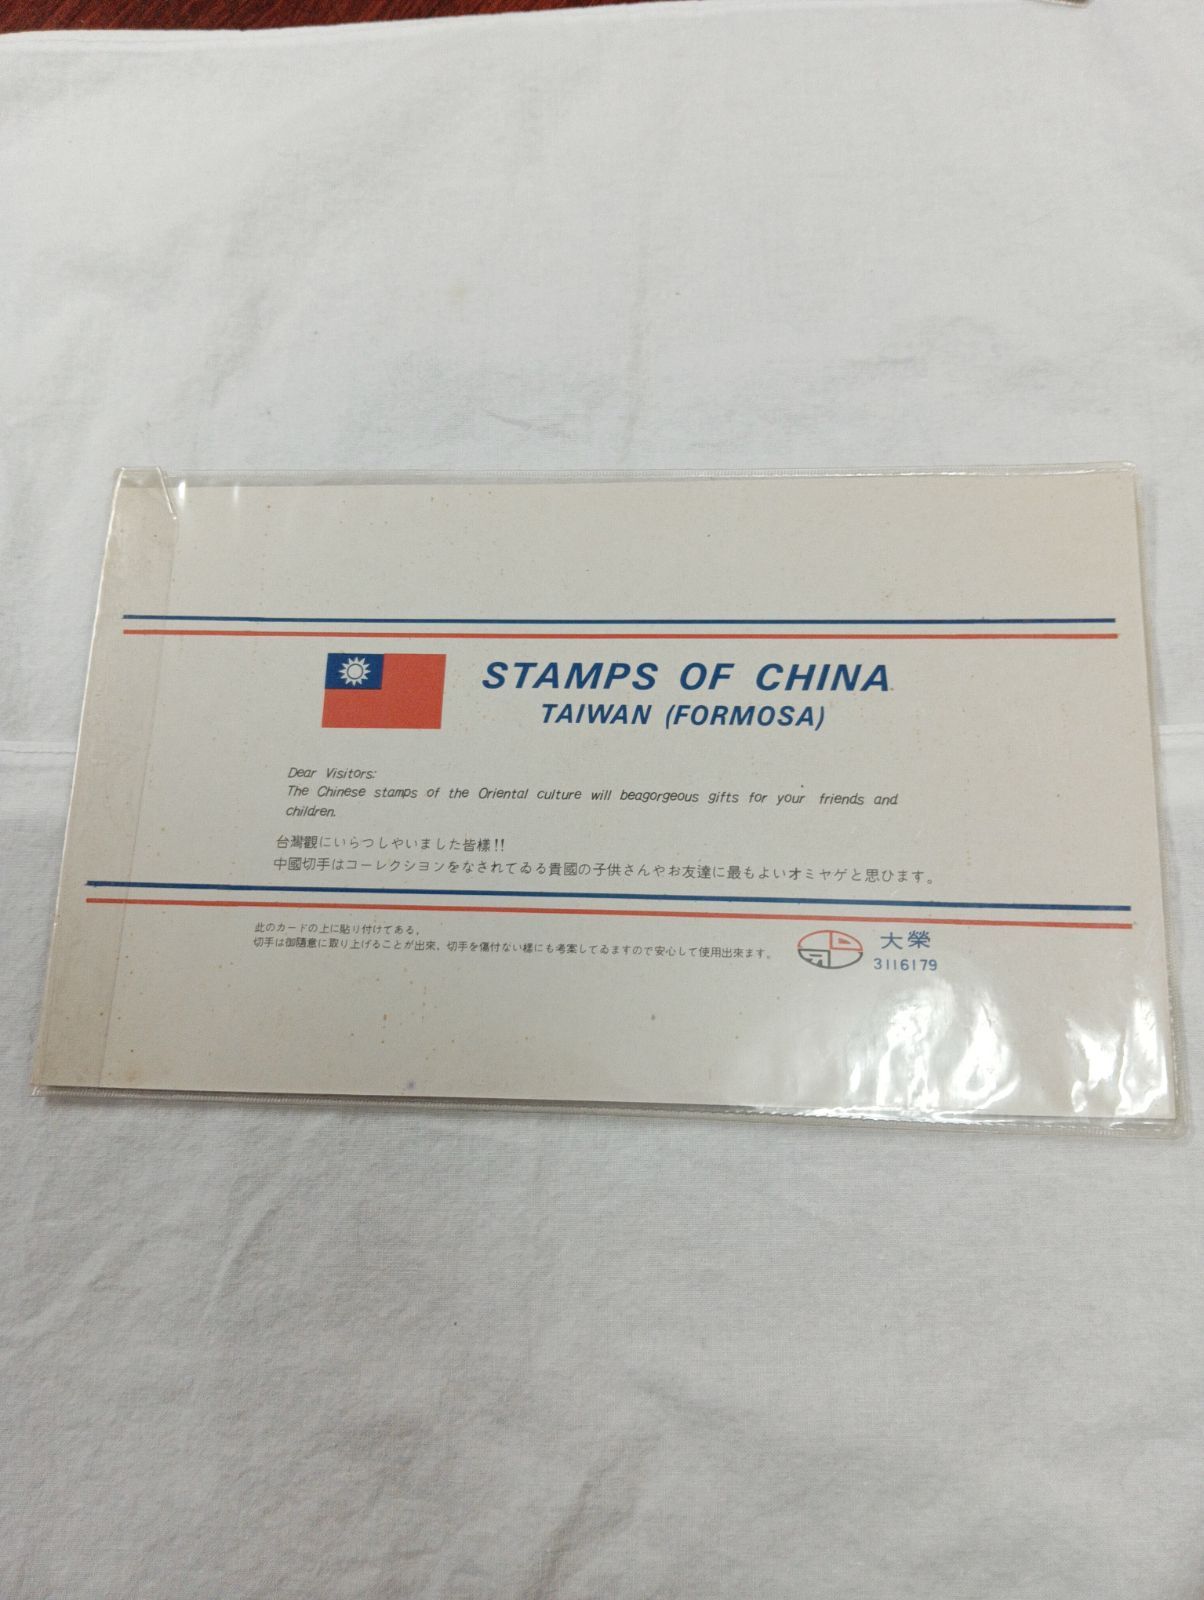 STAMPS OF CHINA
TAIWAN (FORMOSA)
Dear Visitors:
The Chinese stamps of the Oriental culture will beagorgeous gifts for your friends and
children.
台灣觀にいらつしやいました皆樣!!
中國切手はコーレクシヨンをなされてゐる貴國の子供さんやお友達に最もよいオミヤゲと思ひます。
此のカードの上に貼り付けてある，
切手は御隨意に取り上げることが出來、切手を傷付ない樣にも考案してゐますので安心して使用出來ます。
大榮
3116179